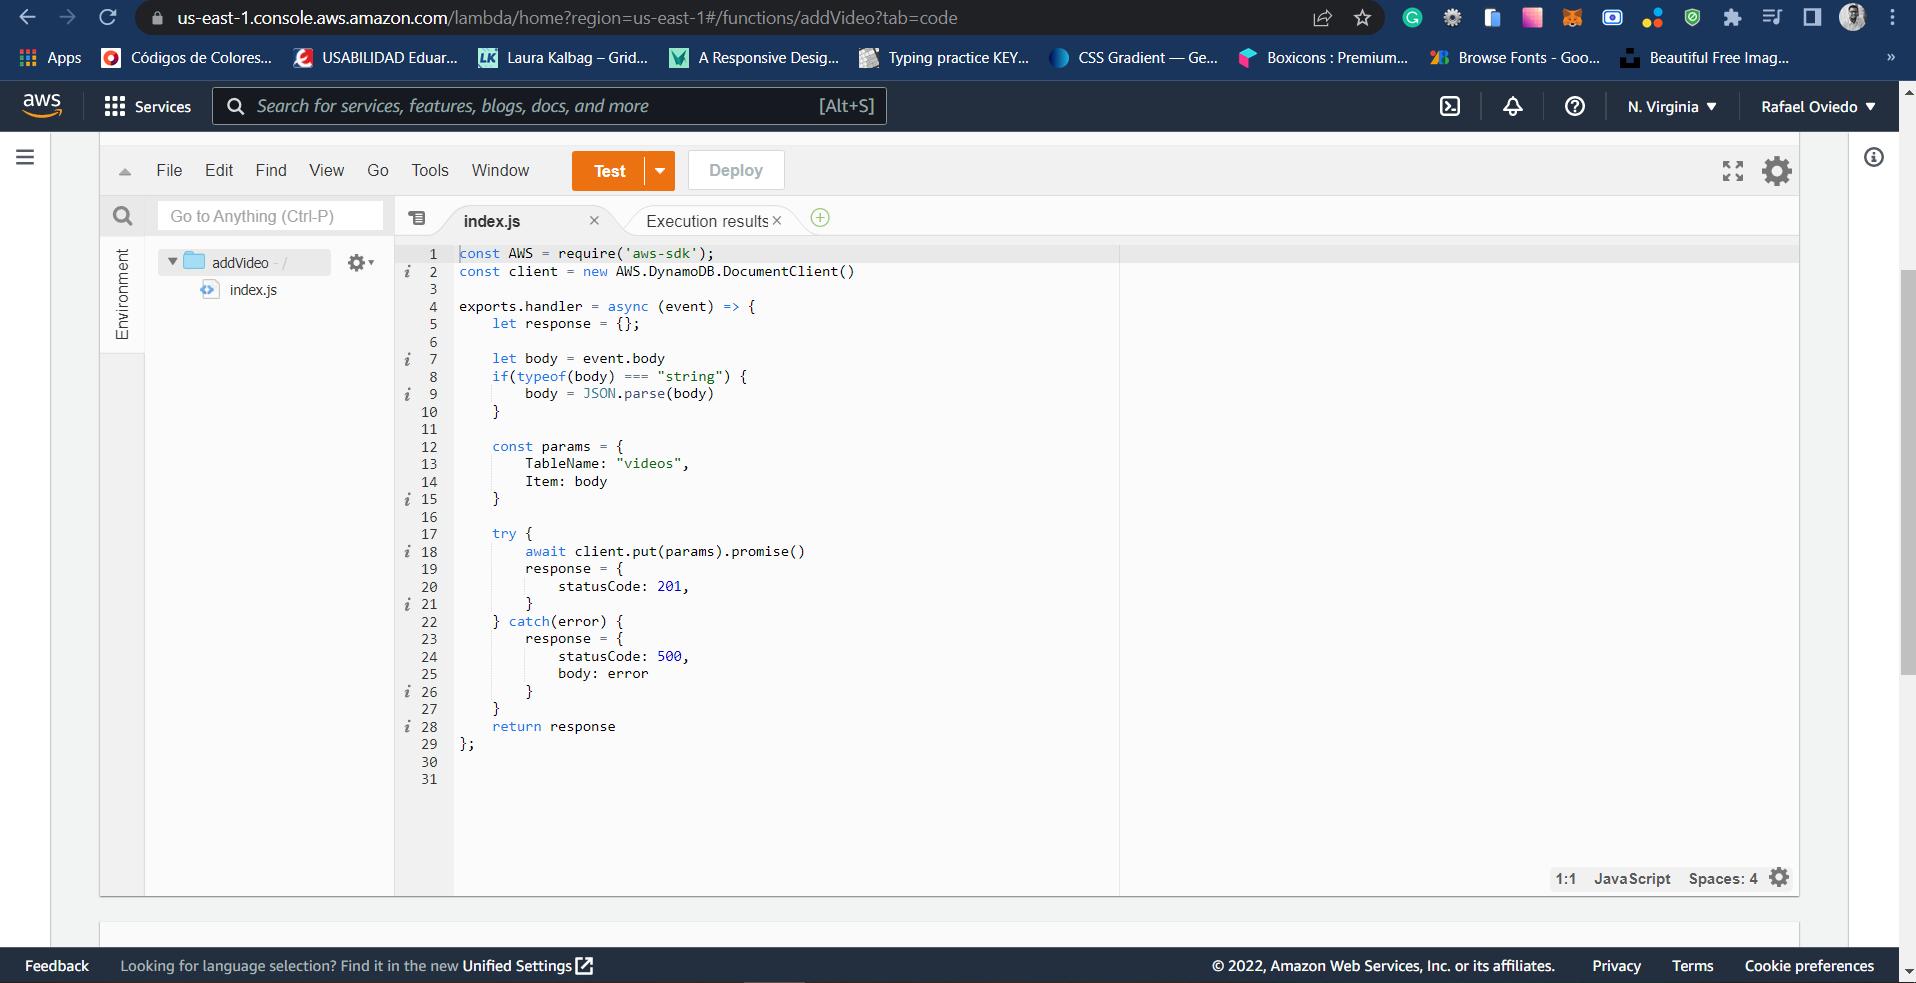 us-east-1.console.aws.amazon.com/lambda/home?region=us-east-1#/functions/addVideo?tab=code
Apps Códigos de Colores... USABILIDAD Eduar... LK Laura Kalbag – Grid... A Responsive Desig... Typing practice KEY... CSS Gradient — Ge... Boxicons : Premium... Browse Fonts - Goo... Beautiful Free Imag... »
aws Services Search for services, features, blogs, docs, and more [Alt+S] N. Virginia Rafael Oviedo
File Edit Find View Go Tools Window Test Deploy
Go to Anything (Ctrl-P) index.js Execution results
Environment
addVideo - /
index.js
1 const AWS = require('aws-sdk');
i 2 const client = new AWS.DynamoDB.DocumentClient()
3
4 exports.handler = async (event) => {
5 let response = {};
6
i 7 let body = event.body
8 if(typeof(body) === "string") {
i 9 body = JSON.parse(body)
10 }
11
12 const params = {
13 TableName: "videos",
14 Item: body
i 15 }
16
17 try {
i 18 await client.put(params).promise()
19 response = {
20 statusCode: 201,
i 21 }
22 } catch(error) {
23 response = {
24 statusCode: 500,
25 body: error
i 26 }
27 }
i 28 return response
29 };
30
31
1:1 JavaScript Spaces: 4
Feedback Looking for language selection? Find it in the new Unified Settings © 2022, Amazon Web Services, Inc. or its affiliates. Privacy Terms Cookie preferences